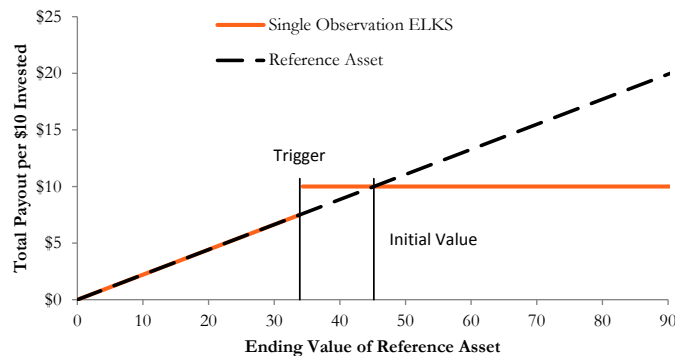 $25
$20
$15
$10
$5
$0
Total Payout per $10 Invested
Single Observation ELKS
Reference Asset
Trigger
Initial Value
0 10 20 30 40 50 60 70 80 90
Ending Value of Reference Asset